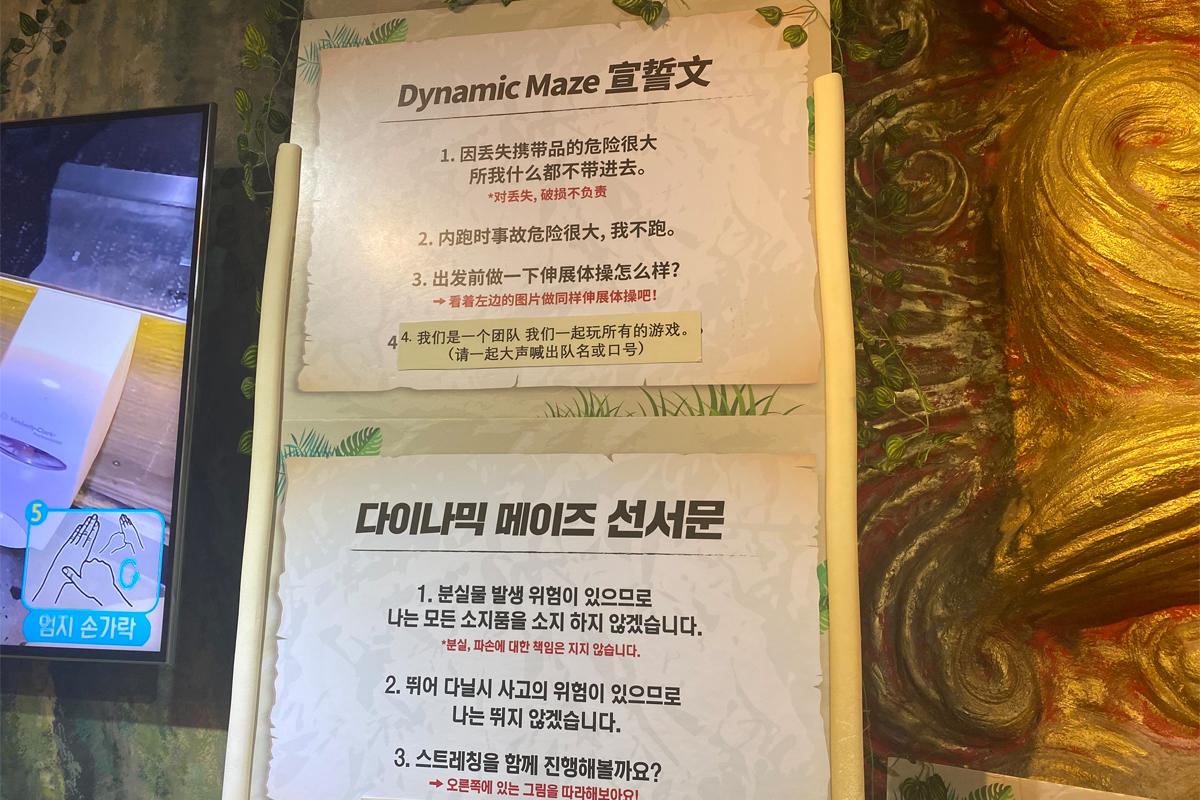 Dynamic Maze 宣誓文
1. 因丢失携带品的危险很大
所我什么都不带进去。
*对丢失, 破损不负责
2. 内跑时事故危险很大, 我不跑。
3. 出发前做一下伸展体操怎么样?
→ 看着左边的图片做同样伸展体操吧!
4
4. 我们是一个团队 我们一起玩所有的游戏。
(请一起大声喊出队名或口号)
Kimberly-Clark
5
엄지 손가락
다이나믹 메이즈 선서문
1. 분실물 발생 위험이 있으므로
나는 모든 소지품을 소지 하지 않겠습니다.
*분실, 파손에 대한 책임은 지지 않습니다.
2. 뛰어 다닐시 사고의 위험이 있으므로
나는 뛰지 않겠습니다.
3. 스트레칭을 함께 진행해볼까요?
→ 오른쪽에 있는 그림을 따라해보아요!